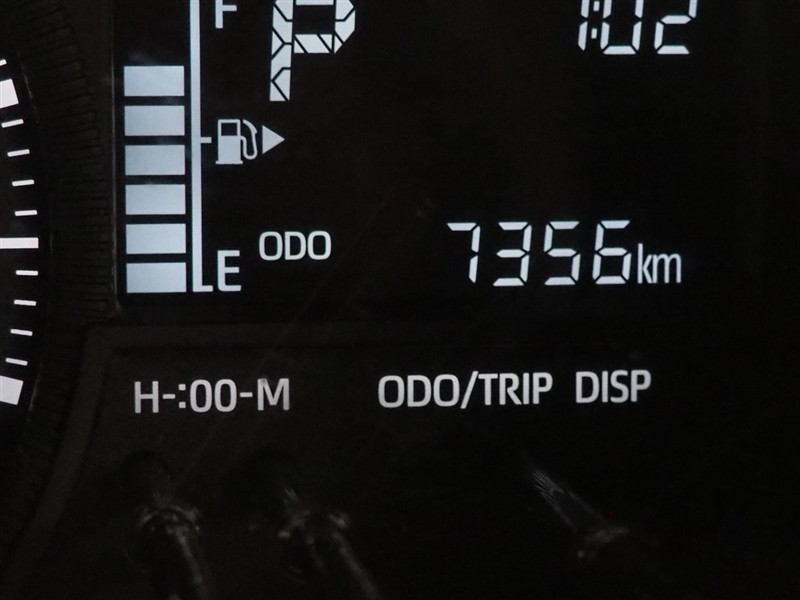 F P 1:02
ODO 7356km
E
H-:00-M ODO/TRIP DISP